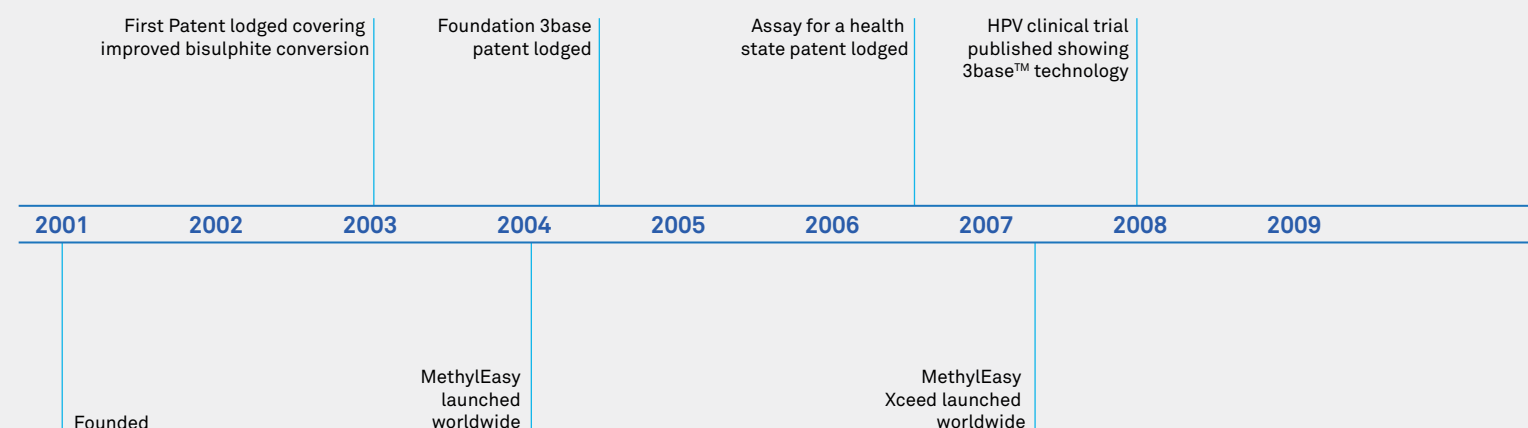 First Patent lodged covering
improved bisulphite conversion
Foundation 3base
patent lodged
Assay for a health
state patent lodged
HPV clinical trial
published showing
3base™ technology
2001 2002 2003 2004 2005 2006 2007 2008 2009
Founded
MethylEasy
launched
worldwide
MethylEasy
Xceed launched
worldwide